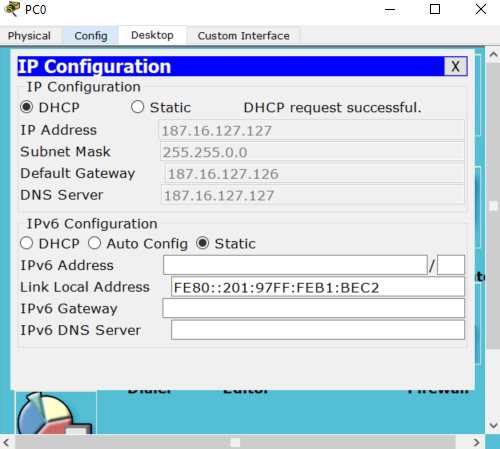 PC0
Physical Config Desktop Custom Interface
IP Configuration X
IP Configuration
DHCP Static DHCP request successful.
IP Address 187.16.127.127
Subnet Mask 255.255.0.0
Default Gateway 187.16.127.126
DNS Server 187.16.127.127
IPv6 Configuration
DHCP Auto Config Static
IPv6 Address /
Link Local Address FE80::201:97FF:FEB1:BEC2
IPv6 Gateway
IPv6 DNS Server
Dialer Editor Firewall